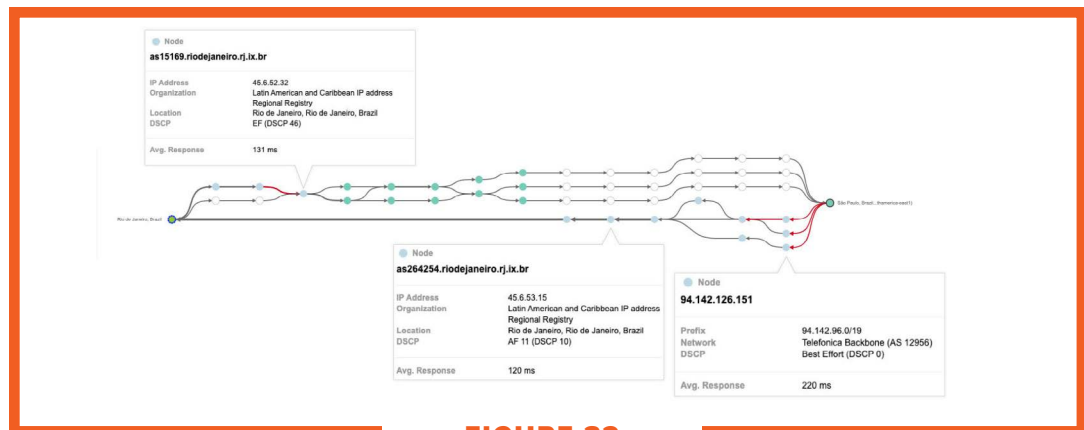 Node
as15169.riodejaneiro.rj.ix.br
IP Address 45.6.52.32
Organization Latin American and Caribbean IP address
Regional Registry
Location Rio de Janeiro, Rio de Janeiro, Brazil
DSCP EF (DSCP 46)
Avg. Response 131 ms
Rio de Janeiro, Brazil
São Paulo, Brazil
Node
as264254.riodejaneiro.rj.ix.br
IP Address 45.6.53.15
Organization Latin American and Caribbean IP address
Regional Registry
Location Rio de Janeiro, Rio de Janeiro, Brazil
DSCP AF 11 (DSCP 10)
Avg. Response 120 ms
Node
94.142.126.151
Prefix 94.142.96.0/19
Network Telefonica Backbone (AS 12956)
DSCP Best Effort (DSCP 0)
Avg. Response 220 ms